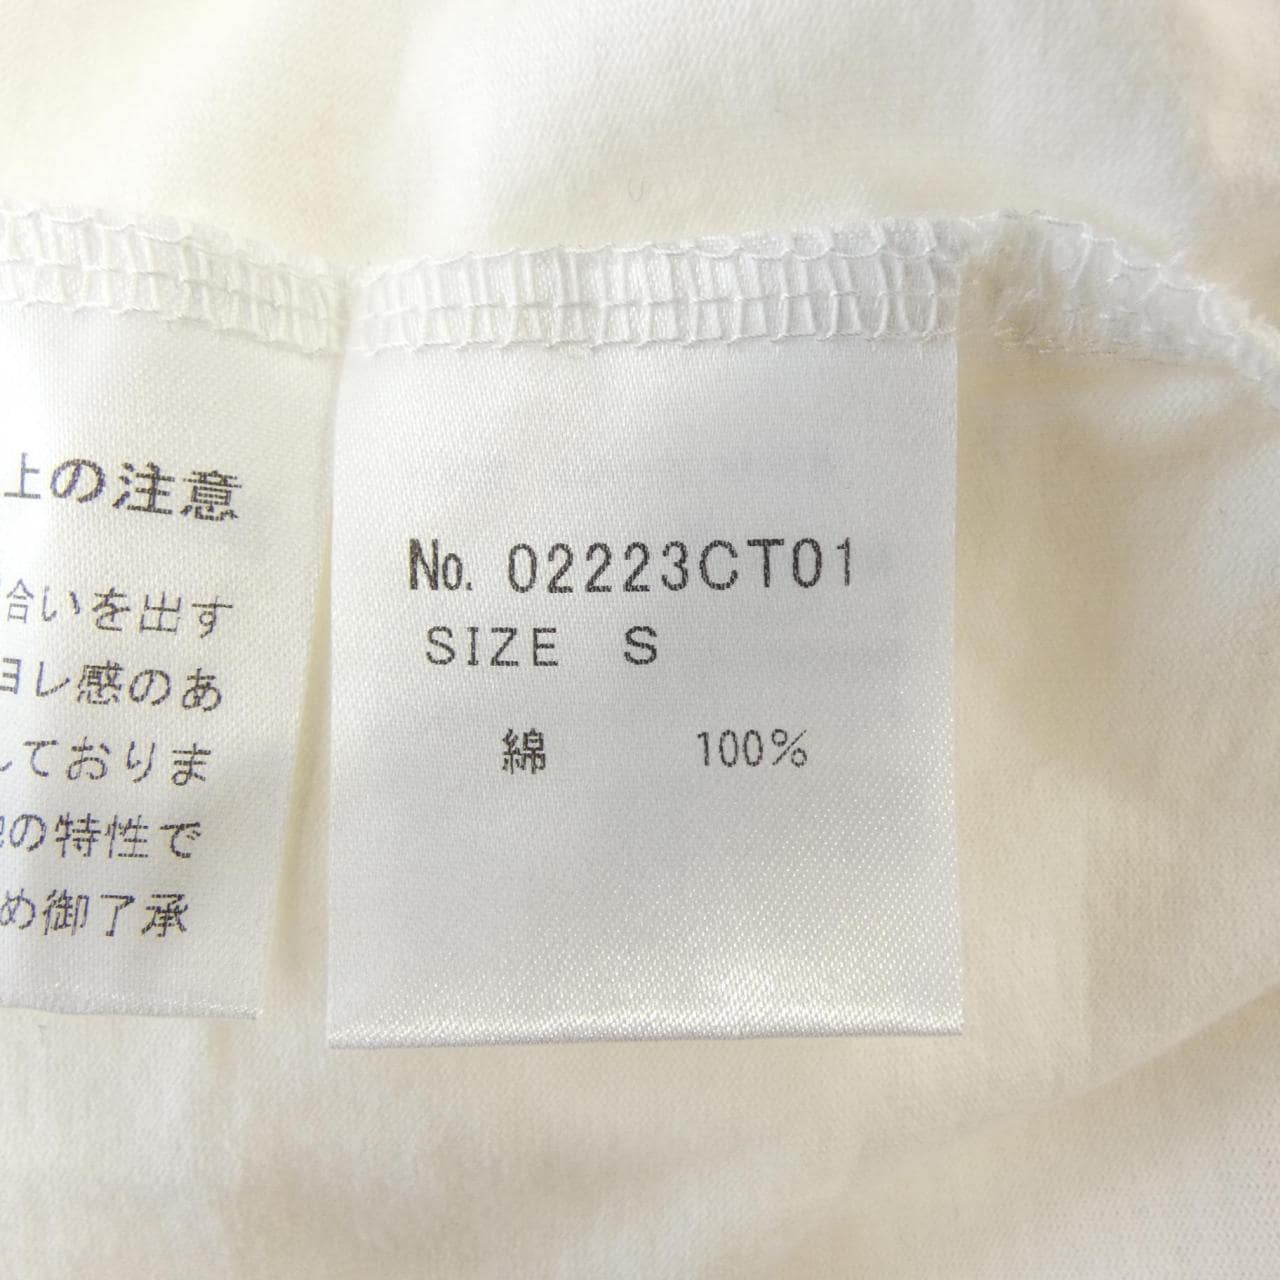 上の注意
合いを出す
ヨレ感のあ
しておりま
の特性で
め御了承
No. 02223CT01
SIZE S
綿 100%